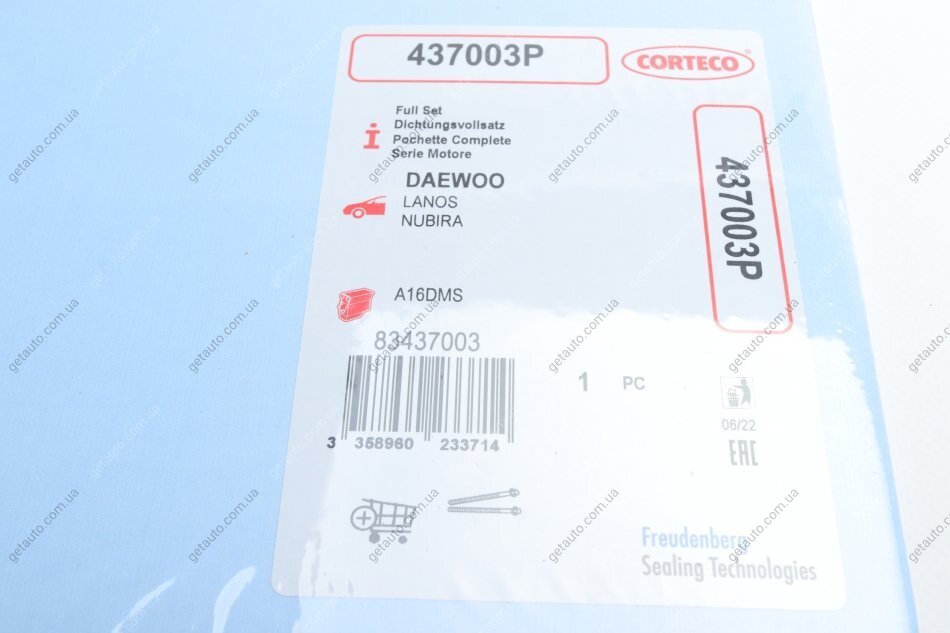 437003P
CORTECO
Full Set
Dichtungsvollsatz
Pochette Complete
Serie Motore
DAEWOO
LANOS
NUBIRA
437003P
A16DMS
83437003
1 PC
3 358960 233714
06/22
EAC
Freudenberg
Sealing Technologies
getauto.com.ua